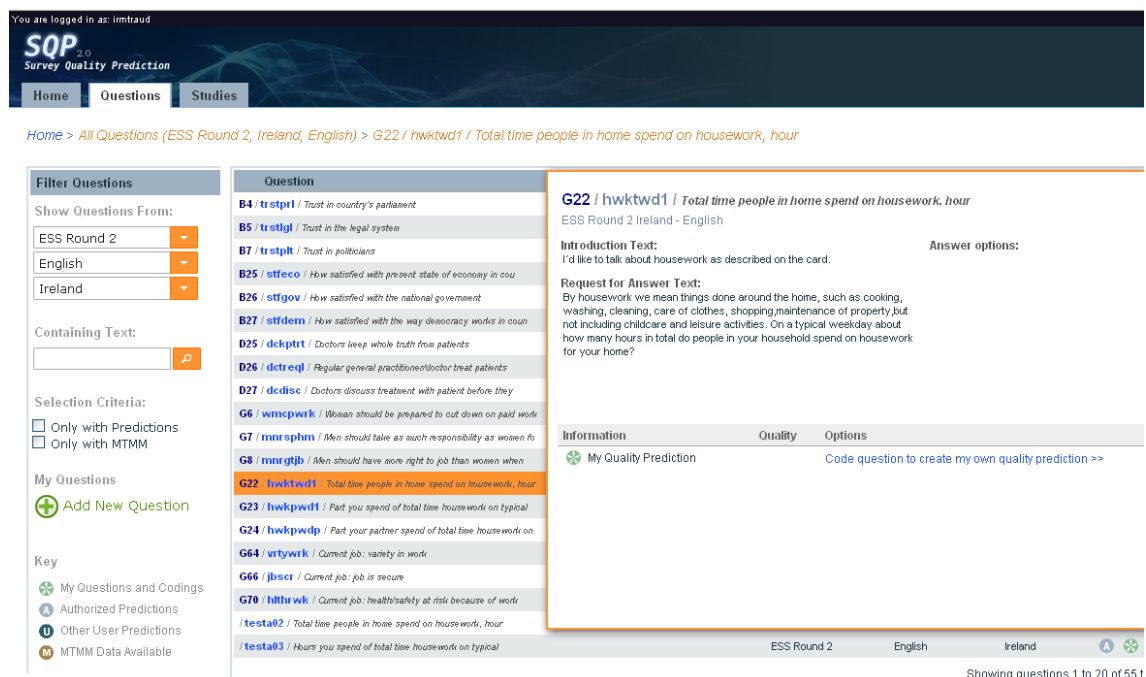 You are logged in as: irmtraud
SQP 2.0
Survey Quality Prediction
Home Questions Studies
Home > All Questions (ESS Round 2, Ireland, English) > G22 / hwktwd1 / Total time people in home spend on housework, hour
Filter Questions
Show Questions From:
ESS Round 2
English
Ireland
Containing Text:
Selection Criteria:
Only with Predictions
Only with MTMM
My Questions
Add New Question
Key
My Questions and Codings
A Authorized Predictions
U Other User Predictions
M MTMM Data Available
Question
B4 / trstprl / Trust in country's parliament
B5 / trstlgl / Trust in the legal system
B7 / trstplt / Trust in politicians
B25 / stfeco / How satisfied with present state of economy in cou
B26 / stfgov / How satisfied with the national government
B27 / stfdem / How satisfied with the way democracy works in coun
D25 / dckptrt / Doctors keep whole truth from patients
D26 / dctreql / Regular general practitioner/doctor treat patients
D27 / dcdisc / Doctors discuss treatment with patient before they
G6 / wmcpwrk / Woman should be prepared to cut down on paid work
G7 / mnrsphm / Men should take as much responsibility as women fo
G8 / mnrgtjb / Men should have more right to job than women when
G22 / hwktwd1 / Total time people in home spend on housework, hour
G23 / hwkpwd1 / Part you spend of total time housework on typical
G24 / hwkpwdp / Part your partner spend of total time housework on
G64 / vrtywrk / Current job: variety in work
G66 / jbscr / Current job: job is secure
G70 / hlthrwk / Current job: health/safety at risk because of work
/ testa02 / Total time people in home spend on housework, hour
/ testa03 / Hours you spend of total time housework on typical ESS Round 2 English Ireland A
Showing questions 1 to 20 of 55 t
G22 / hwktwd1 / Total time people in home spend on housework, hour
ESS Round 2 Ireland - English
Introduction Text:
I'd like to talk about housework as described on the card.
Request for Answer Text:
By housework we mean things done around the home, such as cooking,
washing, cleaning, care of clothes, shopping,maintenance of property,but
not including childcare and leisure activities. On a typical weekday about
how many hours in total do people in your household spend on housework
for your home?
Answer options:
Information Quality Options
My Quality Prediction Code question to create my own quality prediction >>